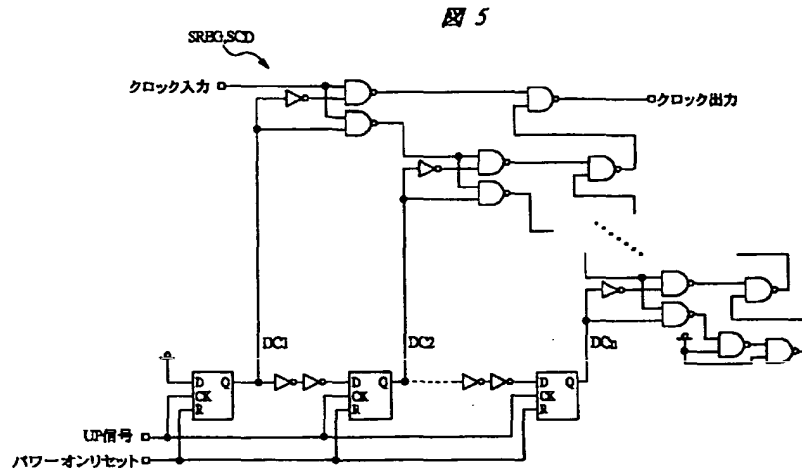 図 5
SREG,SCD
クロック入力
クロック出力
DC1
DC2
DCn
D Q
CK
R
D Q
CK
R
D Q
CK
R
UP信号
パワーオンリセット